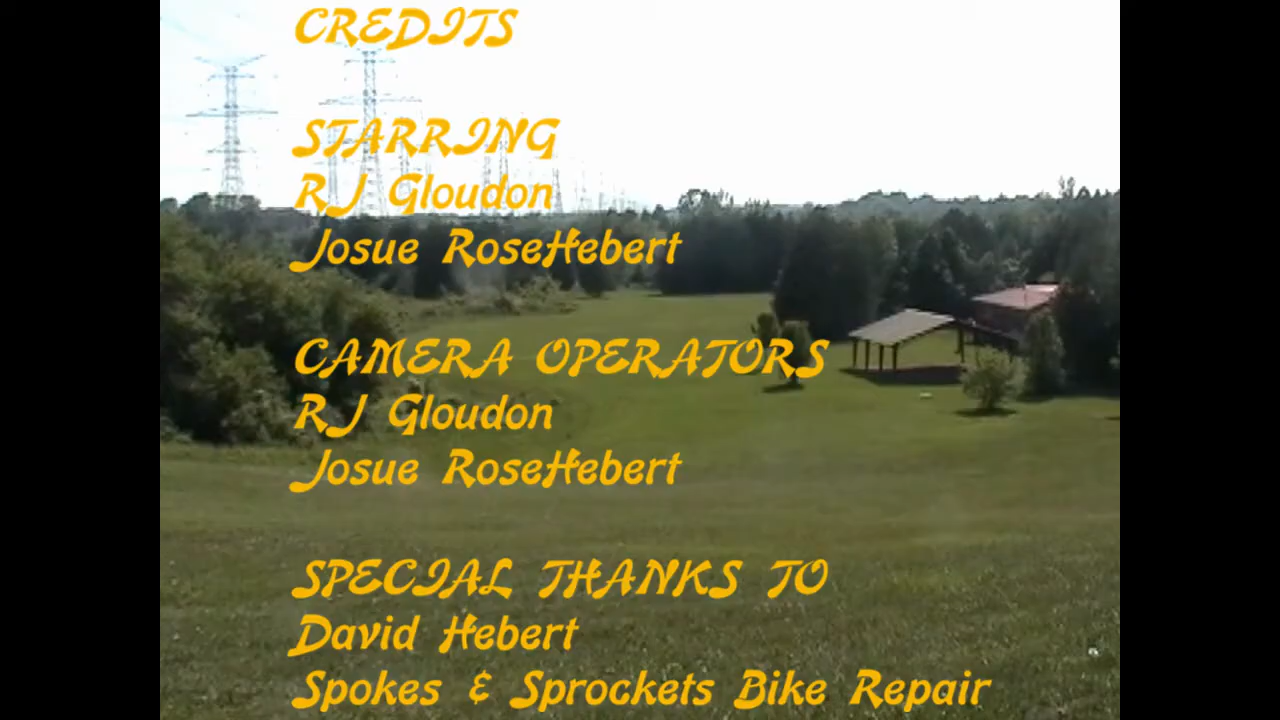 CREDITS
STARRING
RJ Gloudon
Josue RoseHebert
CAMERA OPERATORS
RJ Gloudon
Josue RoseHebert
SPECIAL THANKS TO
David Hebert
Spokes & Sprockets Bike Repair